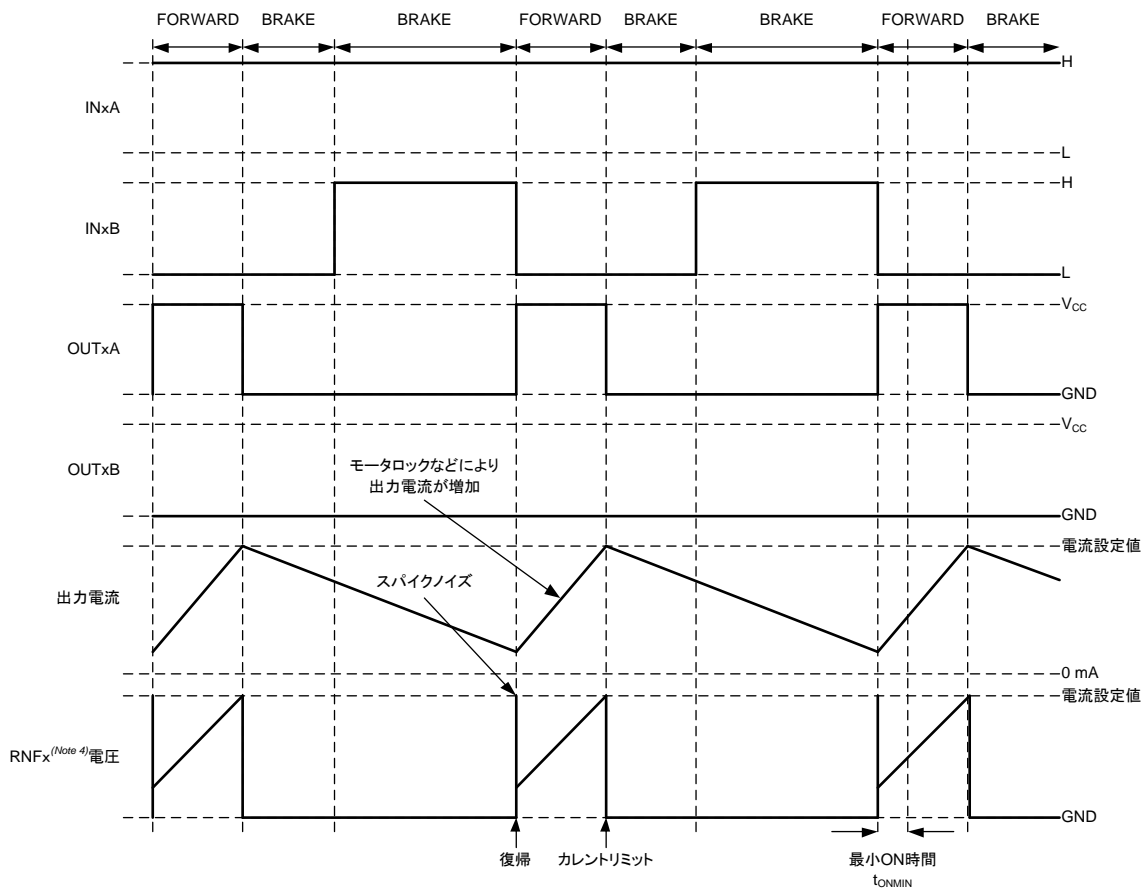 FORWARD BRAKE BRAKE FORWARD BRAKE BRAKE FORWARD BRAKE
H
INxA
L
H
INxB
L
VCC
OUTxA
GND
VCC
OUTxB
GND
モータロックなどにより
出力電流が増加
電流設定値
スパイクノイズ
出力電流
0 mA
電流設定値
RNFx(Note 4)電圧
GND
復帰 カレントリミット 最小ON時間
tONMIN